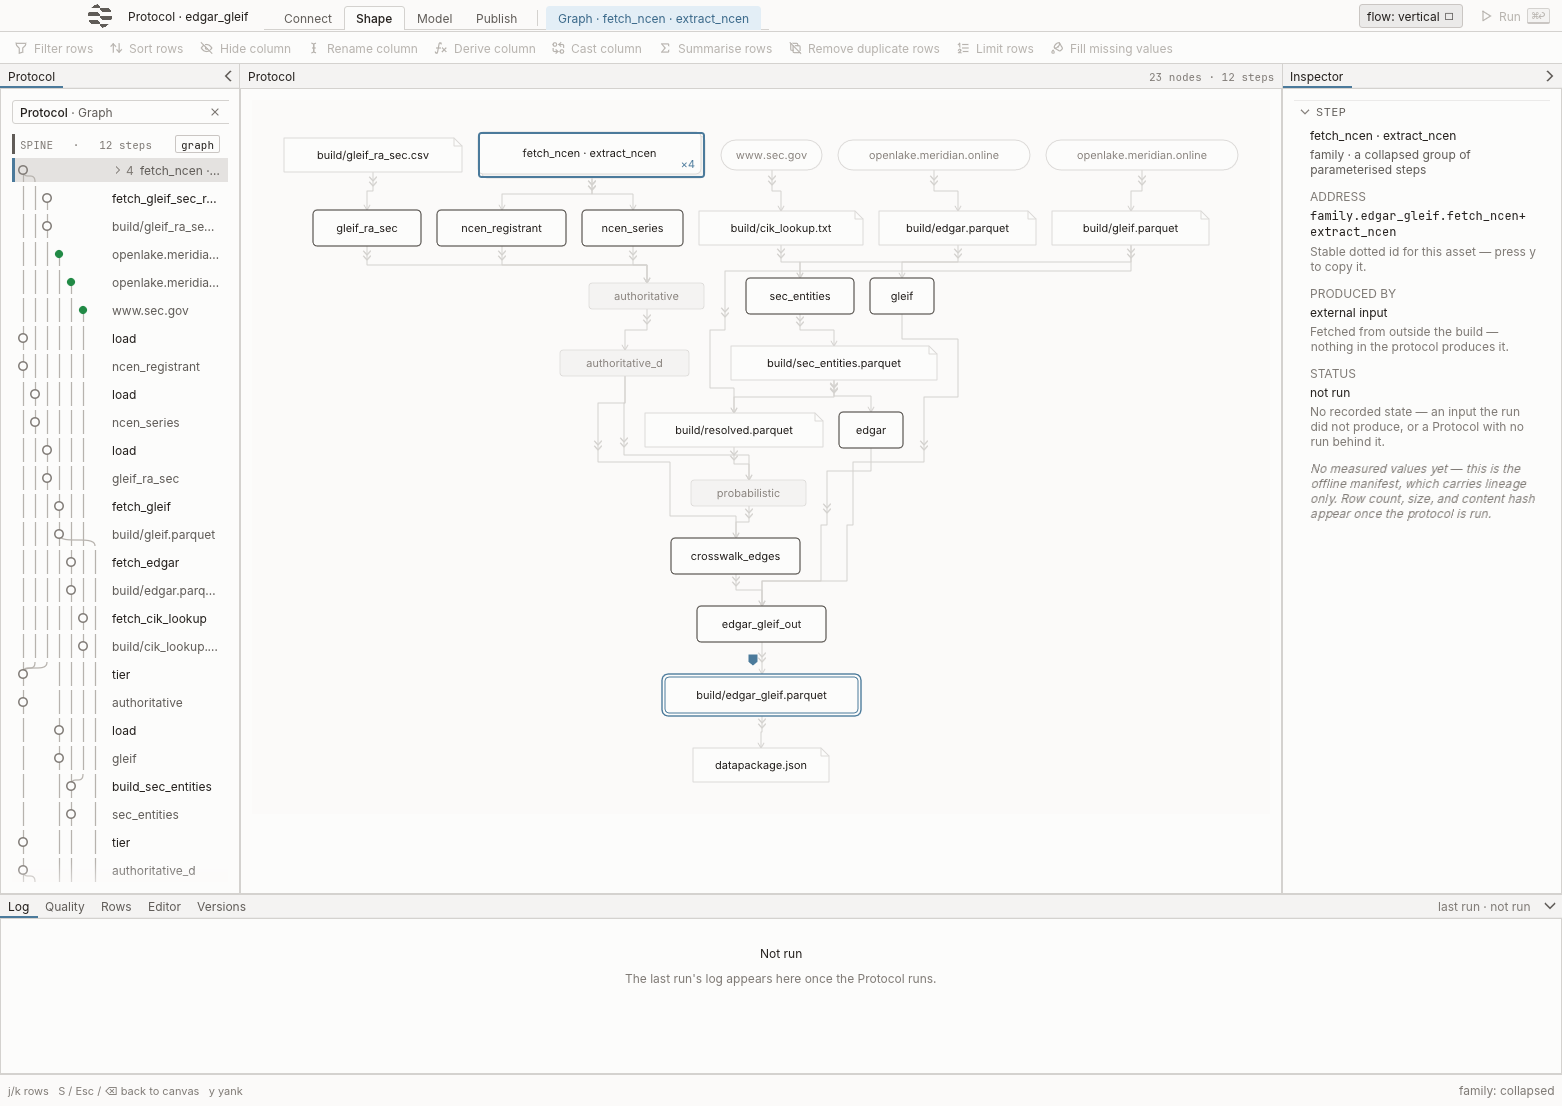 Protocol · edgar_gleif
Connect
Shape
Model
Publish
Graph · fetch_ncen · extract_ncen
flow: vertical
Run
Filter rows
Sort rows
Hide column
Rename column
Derive column
Cast column
Summarise rows
Remove duplicate rows
Limit rows
Fill missing values
Protocol
Protocol · Graph
SPINE · 12 steps
graph
4 fetch_ncen ·...
fetch_gleif_sec_r...
build/gleif_ra_se...
openlake.meridia...
openlake.meridia...
www.sec.gov
load
ncen_registrant
load
ncen_series
load
gleif_ra_sec
fetch_gleif
build/gleif.parquet
fetch_edgar
build/edgar.parq...
fetch_cik_lookup
build/cik_lookup....
tier
authoritative
load
gleif
build_sec_entities
sec_entities
tier
authoritative_d
Protocol
23 nodes · 12 steps
build/gleif_ra_sec.csv
fetch_ncen · extract_ncen
×4
www.sec.gov
openlake.meridian.online
openlake.meridian.online
gleif_ra_sec
ncen_registrant
ncen_series
build/cik_lookup.txt
build/edgar.parquet
build/gleif.parquet
authoritative
sec_entities
gleif
authoritative_d
build/sec_entities.parquet
build/resolved.parquet
edgar
probabilistic
crosswalk_edges
edgar_gleif_out
build/edgar_gleif.parquet
datapackage.json
Inspector
STEP
fetch_ncen · extract_ncen
family · a collapsed group of
parameterised steps
ADDRESS
family.edgar_gleif.fetch_ncen+
extract_ncen
Stable dotted id for this asset — press y
to copy it.
PRODUCED BY
external input
Fetched from outside the build —
nothing in the protocol produces it.
STATUS
not run
No recorded state — an input the run
did not produce, or a Protocol with no
run behind it.
No measured values yet — this is the
offline manifest, which carries lineage
only. Row count, size, and content hash
appear once the protocol is run.
Log
Quality
Rows
Editor
Versions
last run · not run
Not run
The last run's log appears here once the Protocol runs.
j/k rows S / Esc / ⌫ back to canvas y yank
family: collapsed